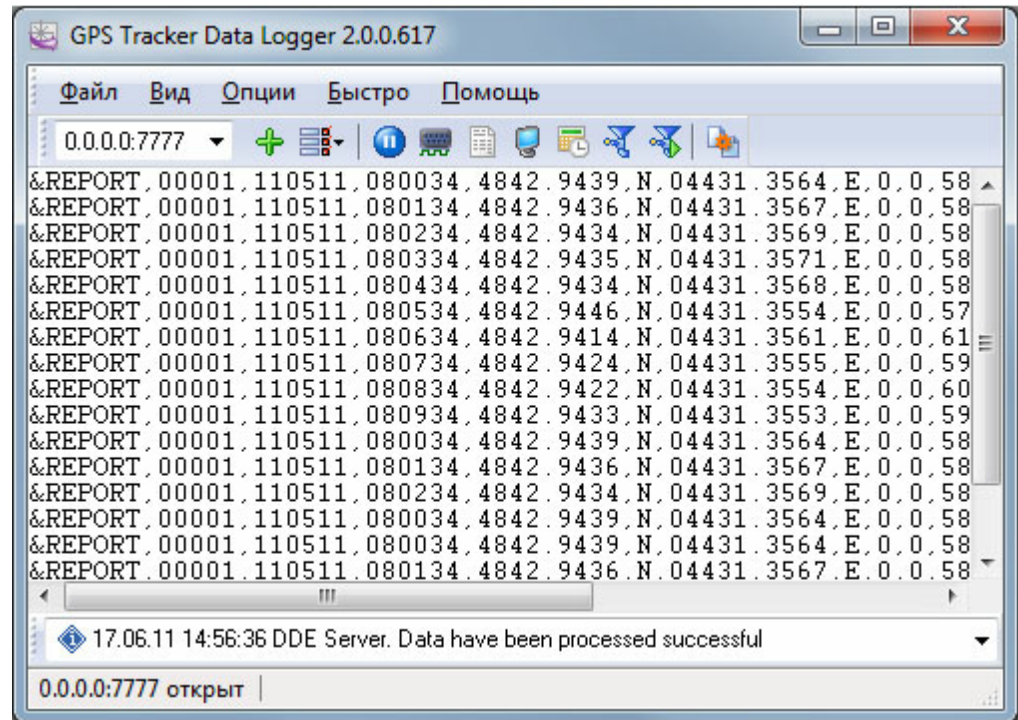 GPS Tracker Data Logger 2.0.0.617
Файл Вид Опции Быстро Помощь
0.0.0.0:7777
&REPORT,00001,110511,080034,4842.9439,N,04431.3564,E,0,0,58
&REPORT,00001,110511,080134,4842.9436,N,04431.3567,E,0,0,58
&REPORT,00001,110511,080234,4842.9434,N,04431.3569,E,0,0,58
&REPORT,00001,110511,080334,4842.9435,N,04431.3571,E,0,0,58
&REPORT,00001,110511,080434,4842.9434,N,04431.3568,E,0,0,58
&REPORT,00001,110511,080534,4842.9446,N,04431.3554,E,0,0,57
&REPORT,00001,110511,080634,4842.9414,N,04431.3561,E,0,0,61
&REPORT,00001,110511,080734,4842.9424,N,04431.3555,E,0,0,59
&REPORT,00001,110511,080834,4842.9422,N,04431.3554,E,0,0,60
&REPORT,00001,110511,080934,4842.9433,N,04431.3553,E,0,0,59
&REPORT,00001,110511,080034,4842.9439,N,04431.3564,E,0,0,58
&REPORT,00001,110511,080134,4842.9436,N,04431.3567,E,0,0,58
&REPORT,00001,110511,080234,4842.9434,N,04431.3569,E,0,0,58
&REPORT,00001,110511,080034,4842.9439,N,04431.3564,E,0,0,58
&REPORT,00001,110511,080034,4842.9439,N,04431.3564,E,0,0,58
&REPORT,00001,110511,080134,4842.9436,N,04431.3567,E,0,0,58
17.06.11 14:56:36 DDE Server. Data have been processed successful
0.0.0.0:7777 открыт